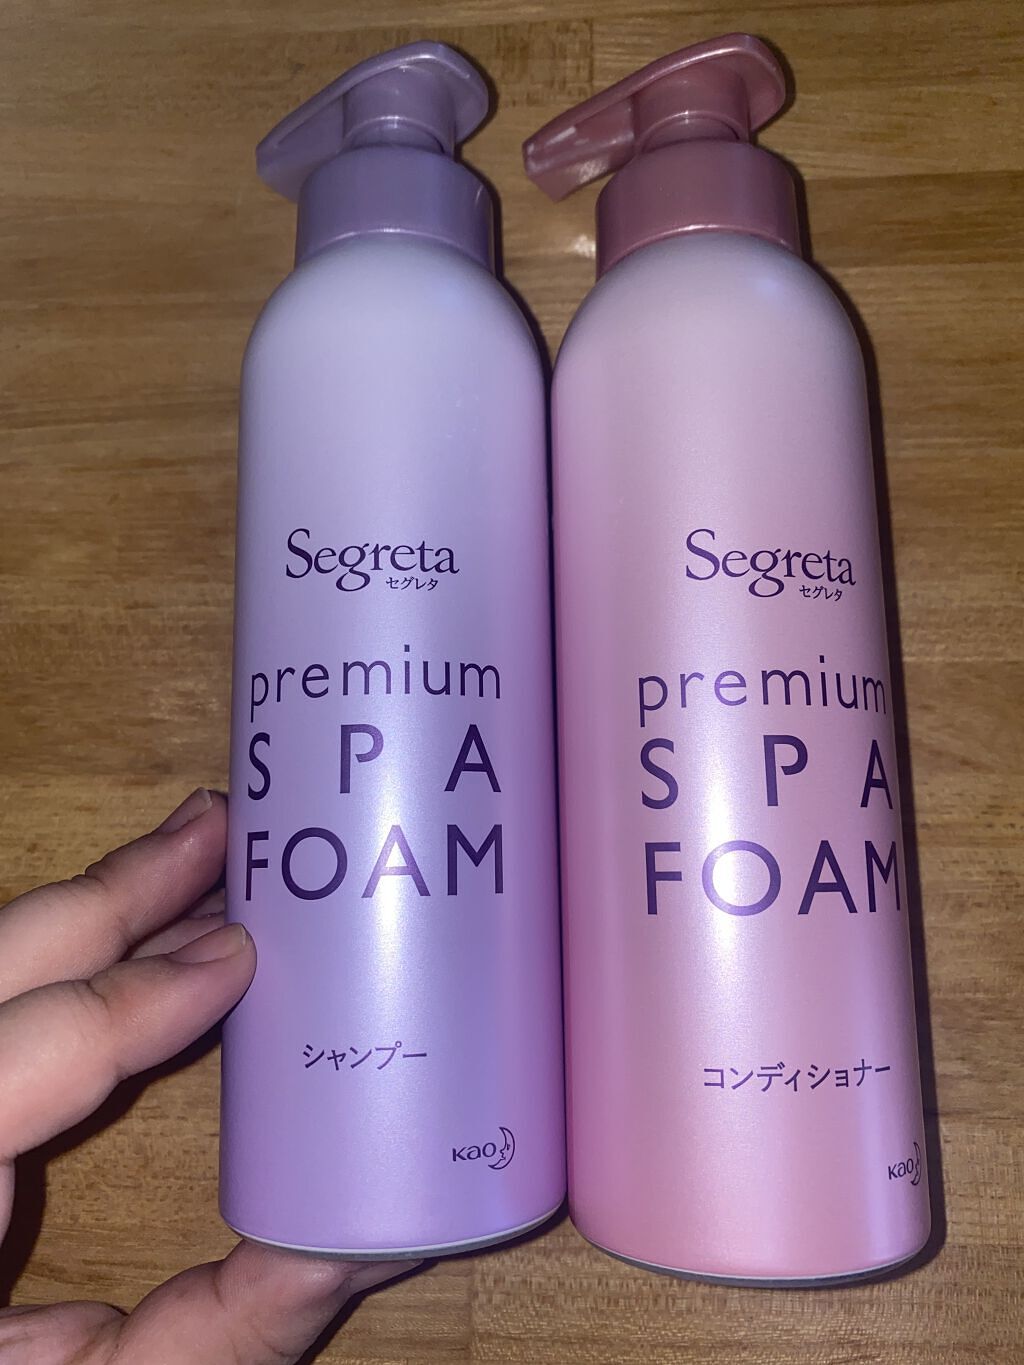 Segreta
セグレタ
premium
SPA
FOAM
シャンプー
Kao
Segreta
セグレタ
premium
SPA
FOAM
コンディショナー
Kao